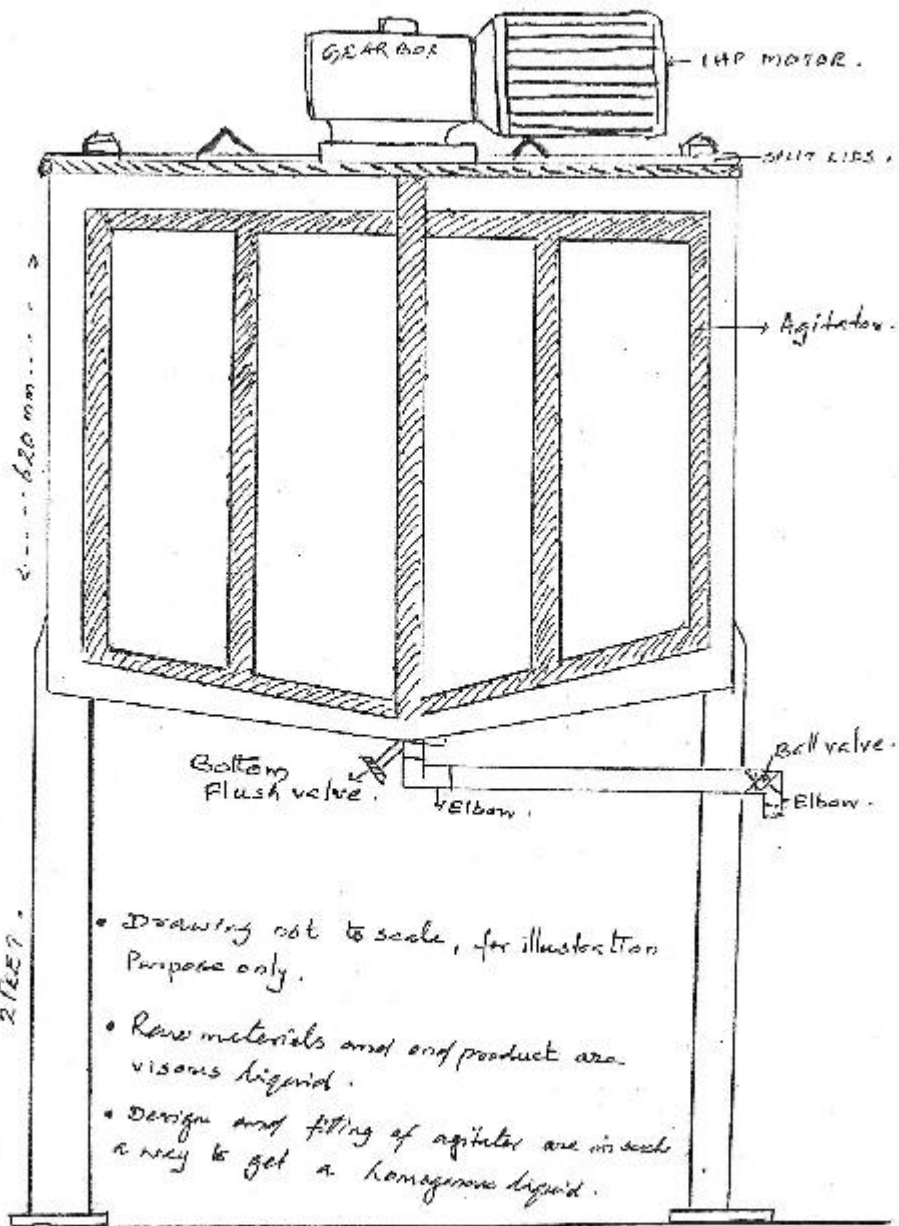 GEARBOX
1HP MOTOR.
SPLIT LIDS.
Agitator.
620 mm
Ball valve.
Bottom
Flush valve.
Elbow.
Elbow.
2 FEET.
• Drawing not to scale, for illustration
Purpose only.
• Raw materials and end product are
visous liquid.
• Design and fitting of agitator are in such
a way to get a homogenous liquid.